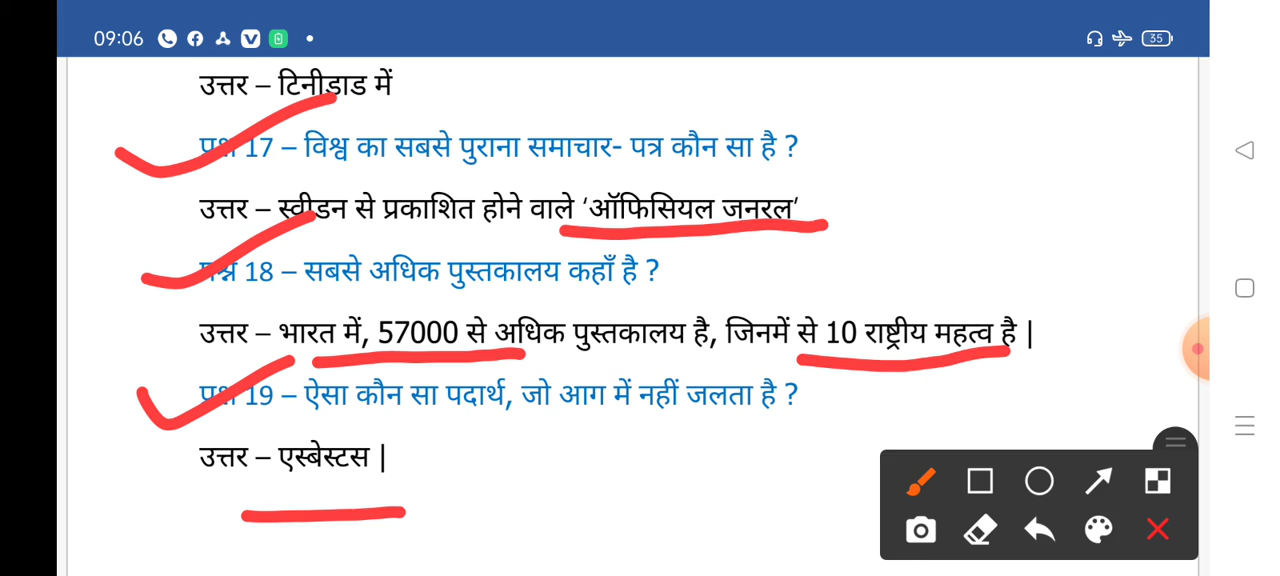 09:06
35
उत्तर – टिनीडाड में
प्रश्न 17 – विश्व का सबसे पुराना समाचार- पत्र कौन सा है ?
उत्तर – स्वीडन से प्रकाशित होने वाले ‘ऑफिसियल जनरल’
प्रश्न 18 – सबसे अधिक पुस्तकालय कहाँ है ?
उत्तर – भारत में, 57000 से अधिक पुस्तकालय है, जिनमें से 10 राष्ट्रीय महत्व है |
प्रश्न 19 – ऐसा कौन सा पदार्थ, जो आग में नहीं जलता है ?
उत्तर – एस्बेस्टस |